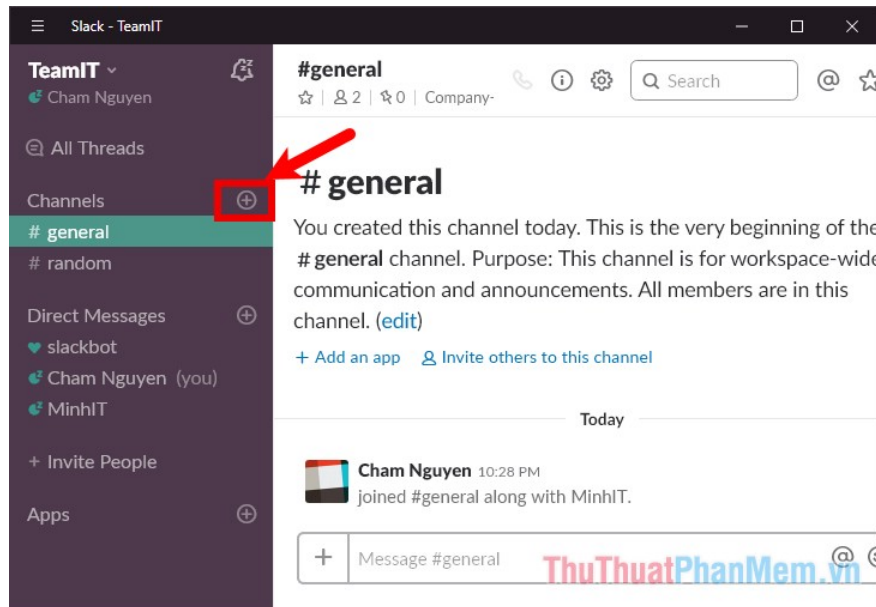 Slack - TeamIT
TeamIT
Cham Nguyen
All Threads
Channels
# general
# random
Direct Messages
slackbot
Cham Nguyen (you)
MinhIT
+ Invite People
Apps
#general
2 | 0 | Company-
Search
# general
You created this channel today. This is the very beginning of the
# general channel. Purpose: This channel is for workspace-wide
communication and announcements. All members are in this
channel. (edit)
+ Add an app Invite others to this channel
Today
Cham Nguyen 10:28 PM
joined #general along with MinhIT.
Message #general
ThuThuatPhanMem.vn